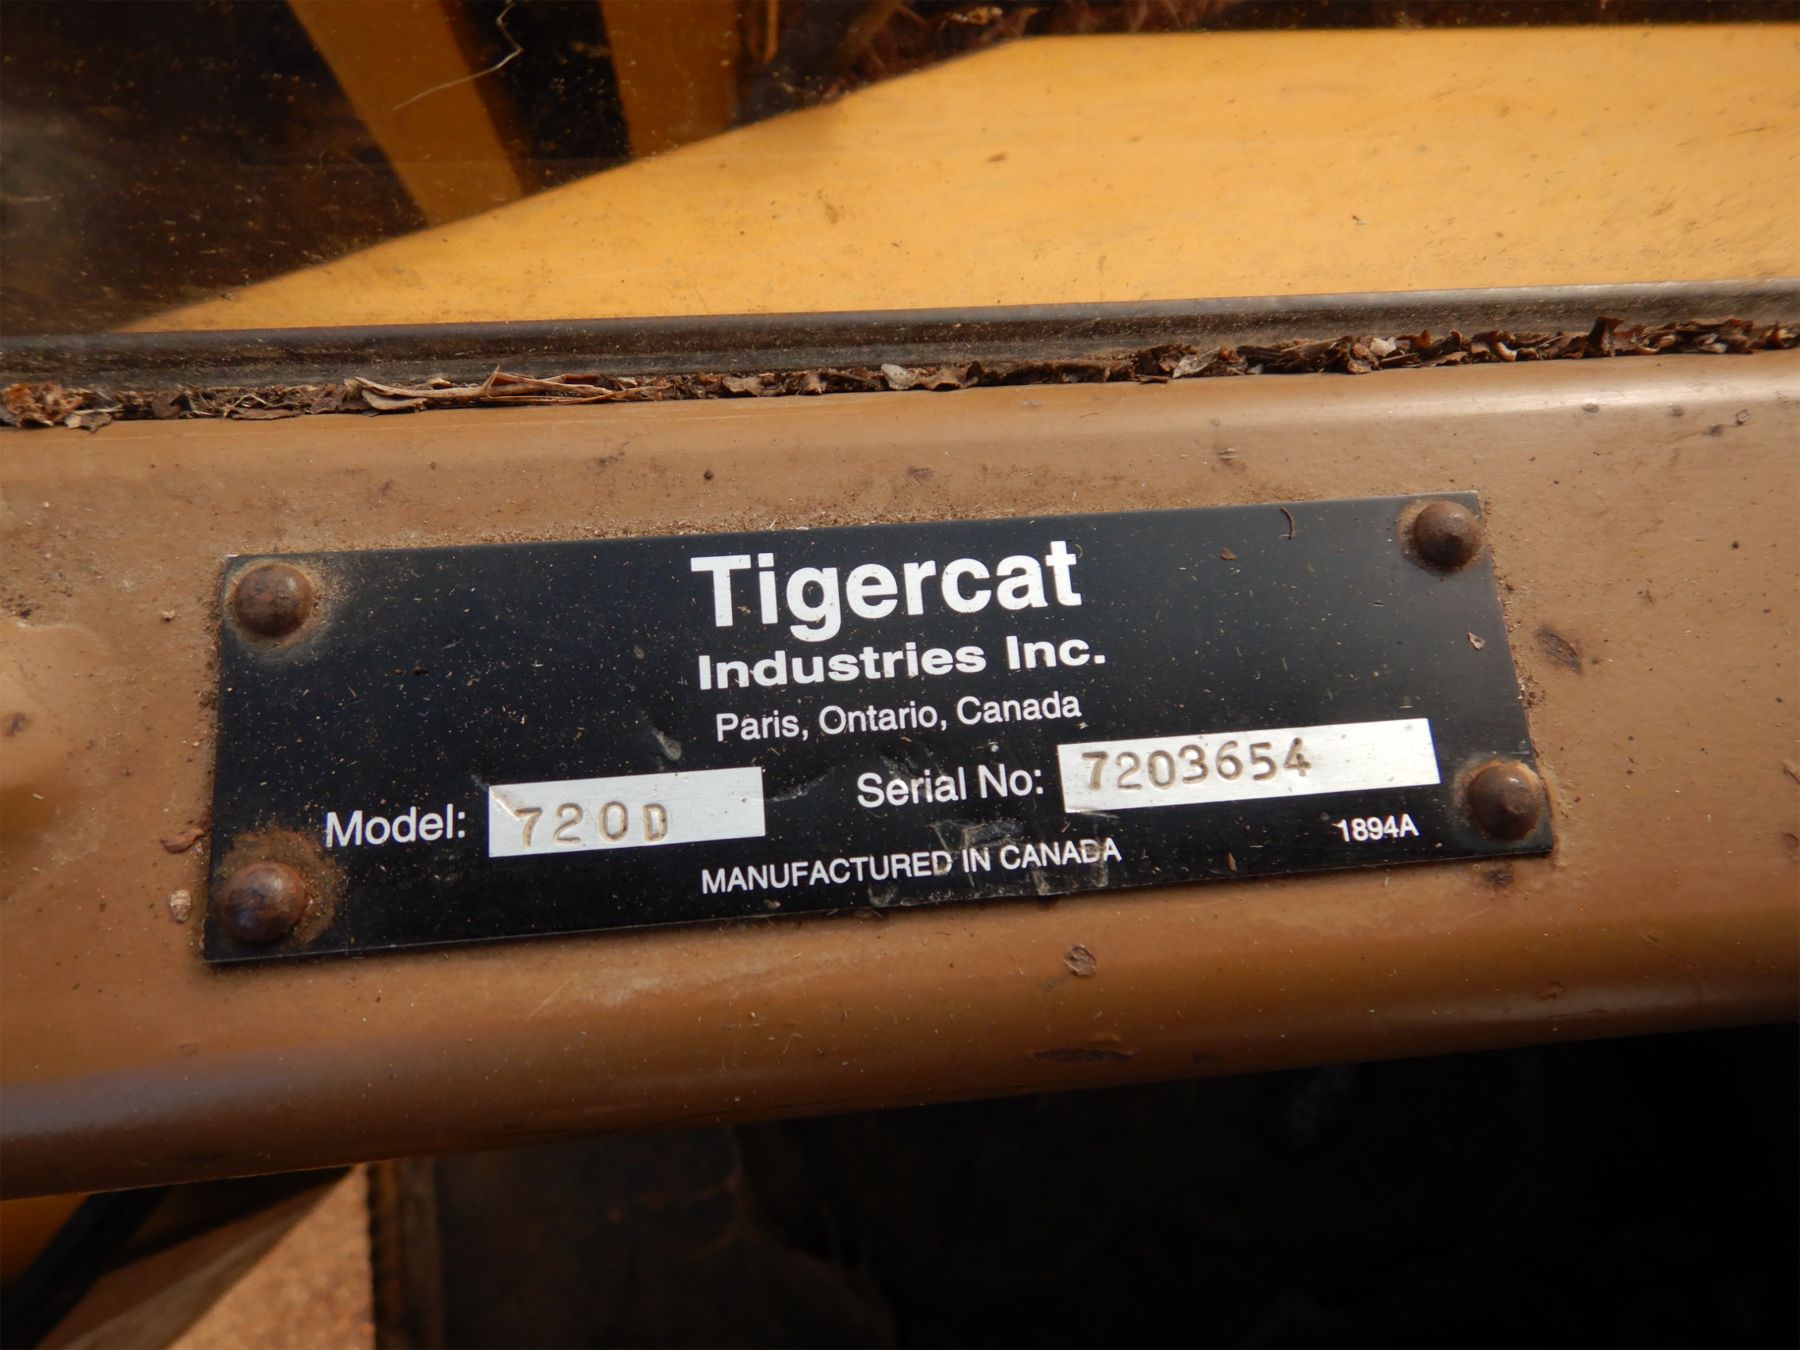 Tigercat
Industries Inc.
Paris, Ontario, Canada
Model: 720D
Serial No: 7203654
MANUFACTURED IN CANADA
1894A